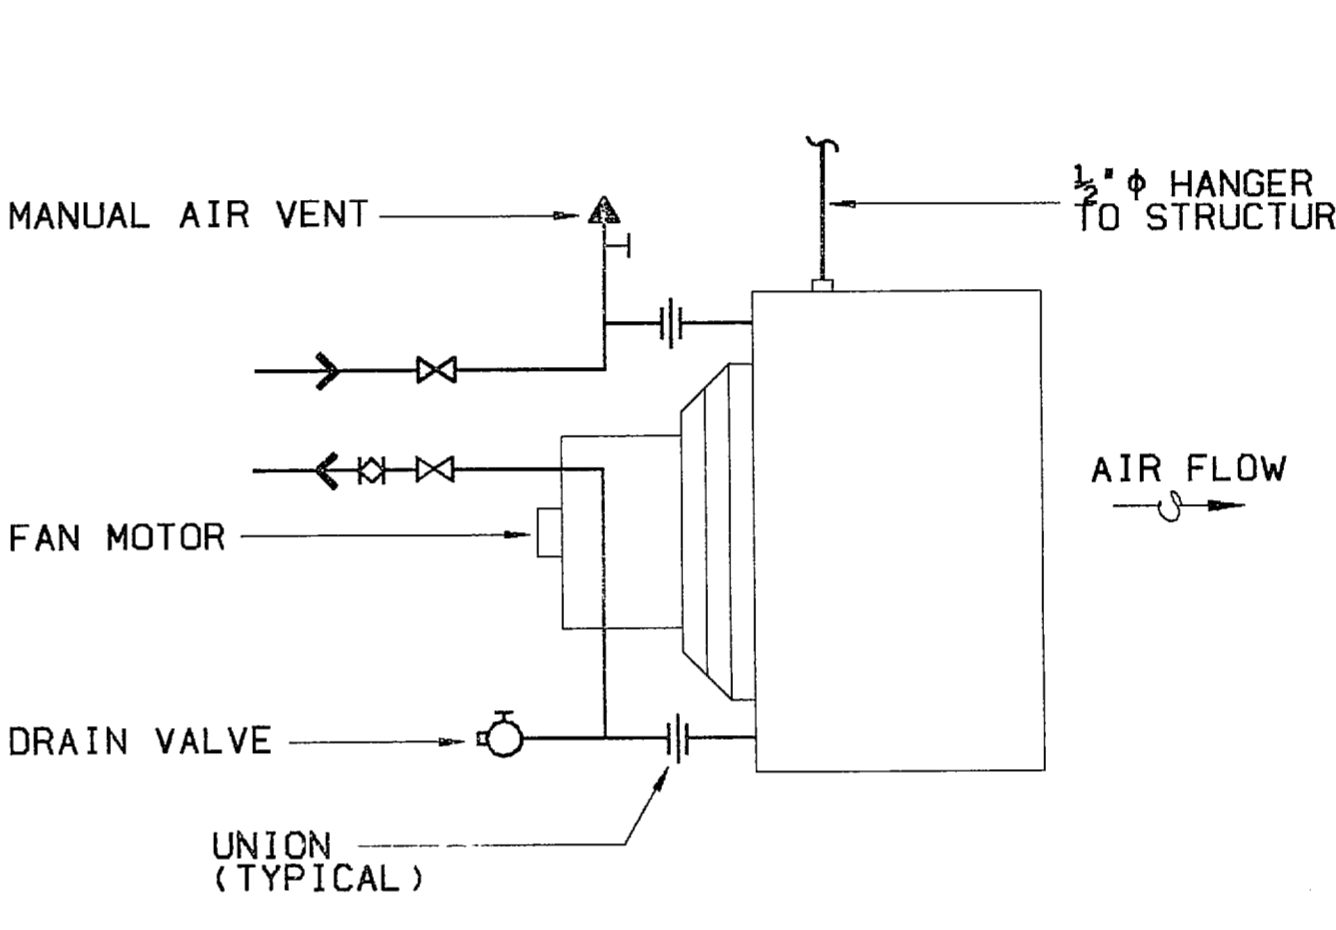 MANUAL AIR VENT
1/2" φ HANGER
TO STRUCTUR
AIR FLOW
FAN MOTOR
DRAIN VALVE
UNION
(TYPICAL)